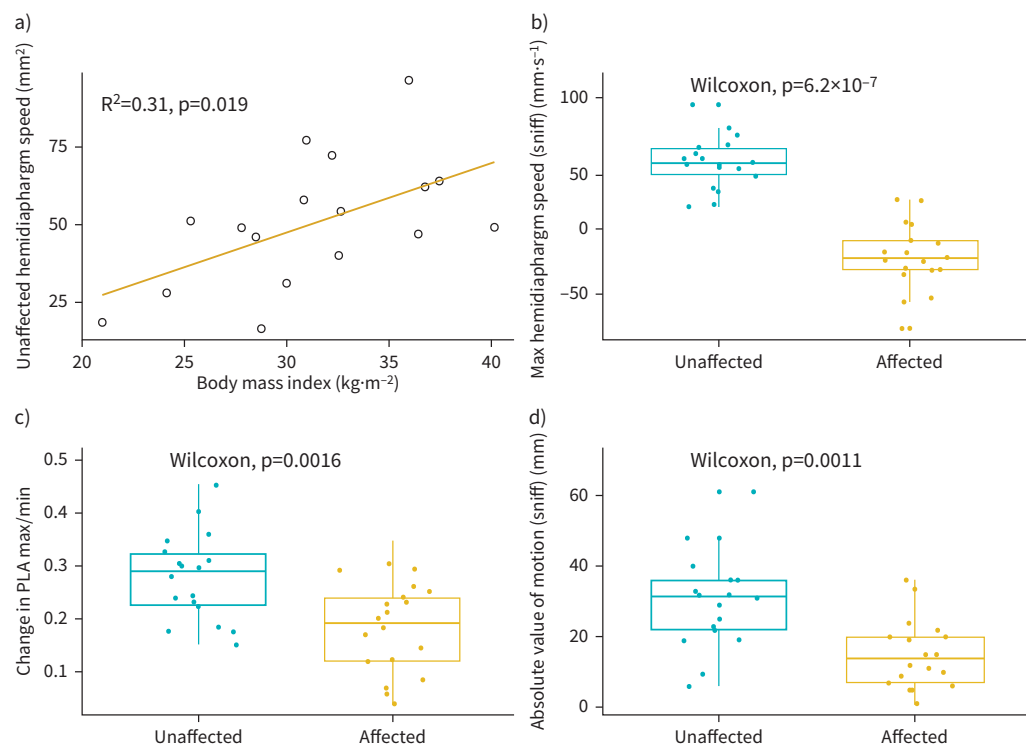 a)
Unaffected hemidiaphargm speed (mm²)
75
50
25
R²=0.31, p=0.019
20
25
30
35
40
Body mass index (kg·m⁻²)
b)
Max hemidiaphargm speed (sniff) (mm·s⁻¹)
100
50
0
−50
Wilcoxon, p=6.2×10⁻⁷
Unaffected
Affected
c)
Change in PLA max/min
0.5
0.4
0.3
0.2
0.1
Wilcoxon, p=0.0016
Unaffected
Affected
d)
Absolute value of motion (sniff) (mm)
60
40
20
0
Wilcoxon, p=0.0011
Unaffected
Affected